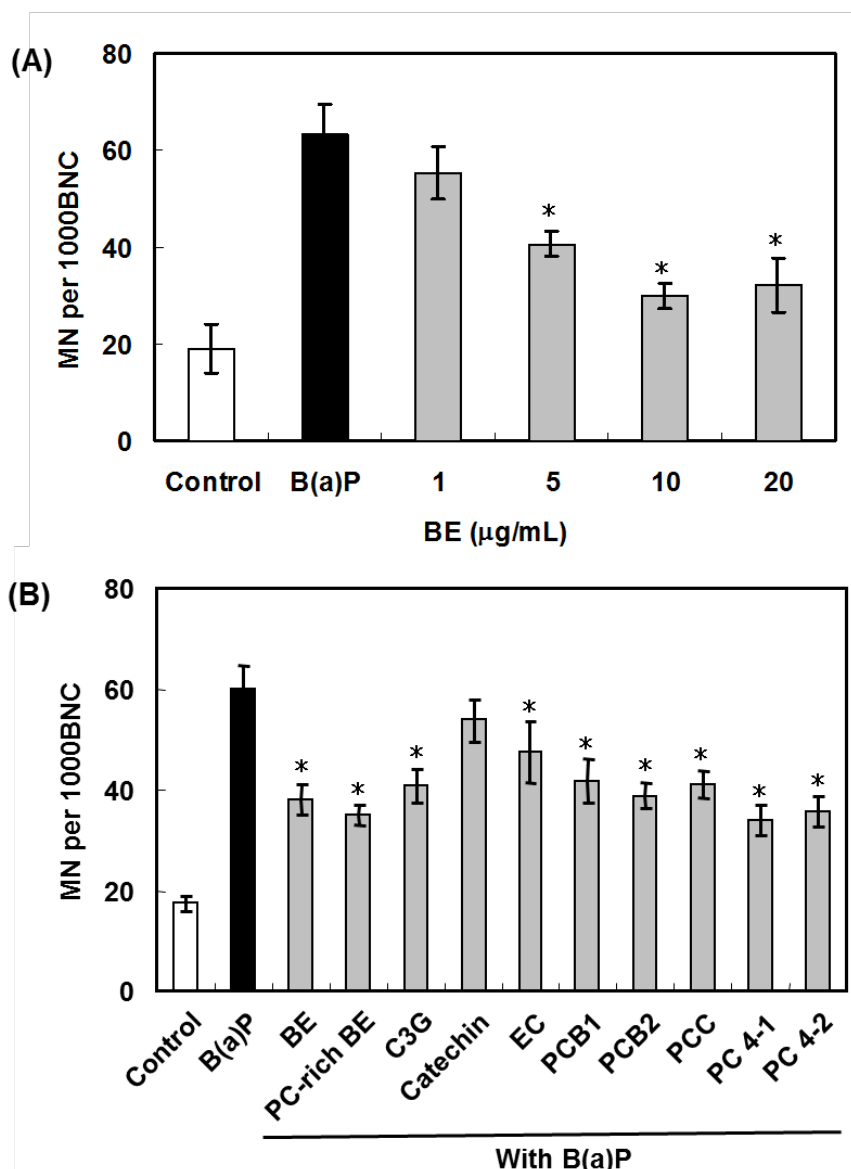 (A)
80
60
40
20
0
MN per 1000BNC
*
*
*
Control B(a)P 1 5 10 20
BE (μg/mL)
(B)
80
60
40
20
0
MN per 1000BNC
*
*
*
*
*
*
*
*
*
Control B(a)P BE PC-rich BE C3G Catechin EC PCB1 PCB2 PCC PC 4-1 PC 4-2
With B(a)P